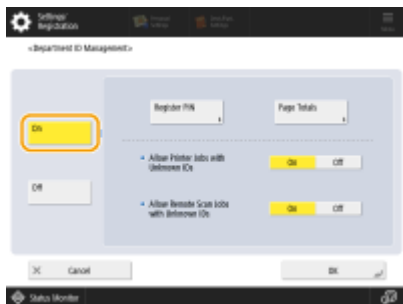 Settings/
Registration
<Department ID Management>
Register PIN
Page Totals
On
Allow Printer Jobs with
Unknown IDs
On
Off
Off
Allow Remote Scan Jobs
with Unknown IDs
On
Off
Cancel
OK
Status Monitor